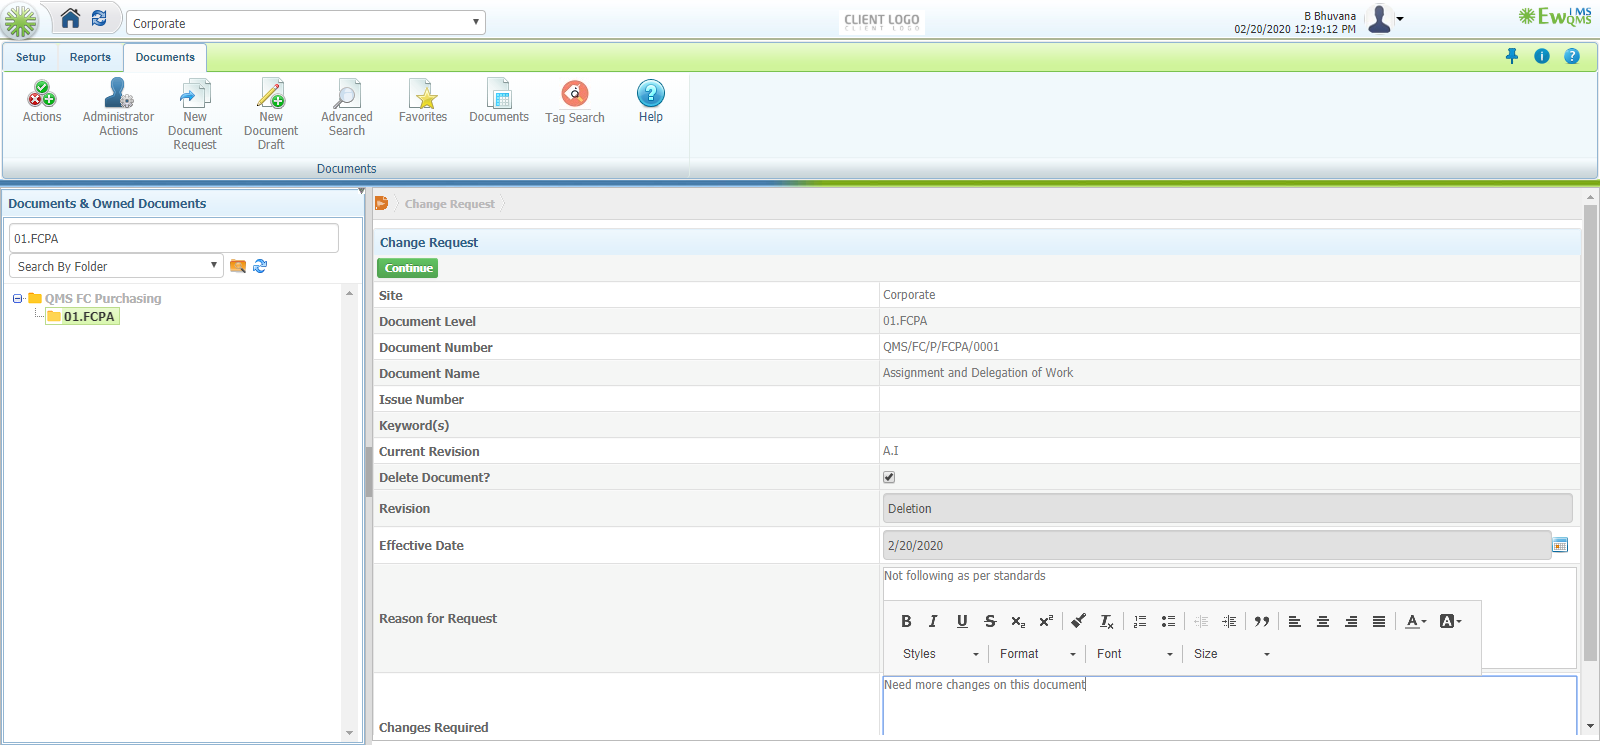 Corporate
CLIENT LOGO
CLIENT LOGO
B Bhuvana
02/20/2020 12:19:12 PM
EwQMS
LMS
Setup
Reports
Documents
Actions
Administrator
Actions
New
Document
Request
New
Document
Draft
Advanced
Search
Favorites
Documents
Tag Search
Help
Documents
Documents & Owned Documents
01.FCPA
Search By Folder
QMS FC Purchasing
01.FCPA
Change Request
Change Request
Continue
Site Corporate
Document Level 01.FCPA
Document Number QMS/FC/P/FCPA/0001
Document Name Assignment and Delegation of Work
Issue Number
Keyword(s)
Current Revision A.I
Delete Document?
Revision Deletion
Effective Date 2/20/2020
Reason for Request
Not following as per standards
Styles Format Font Size
Need more changes on this document
Changes Required